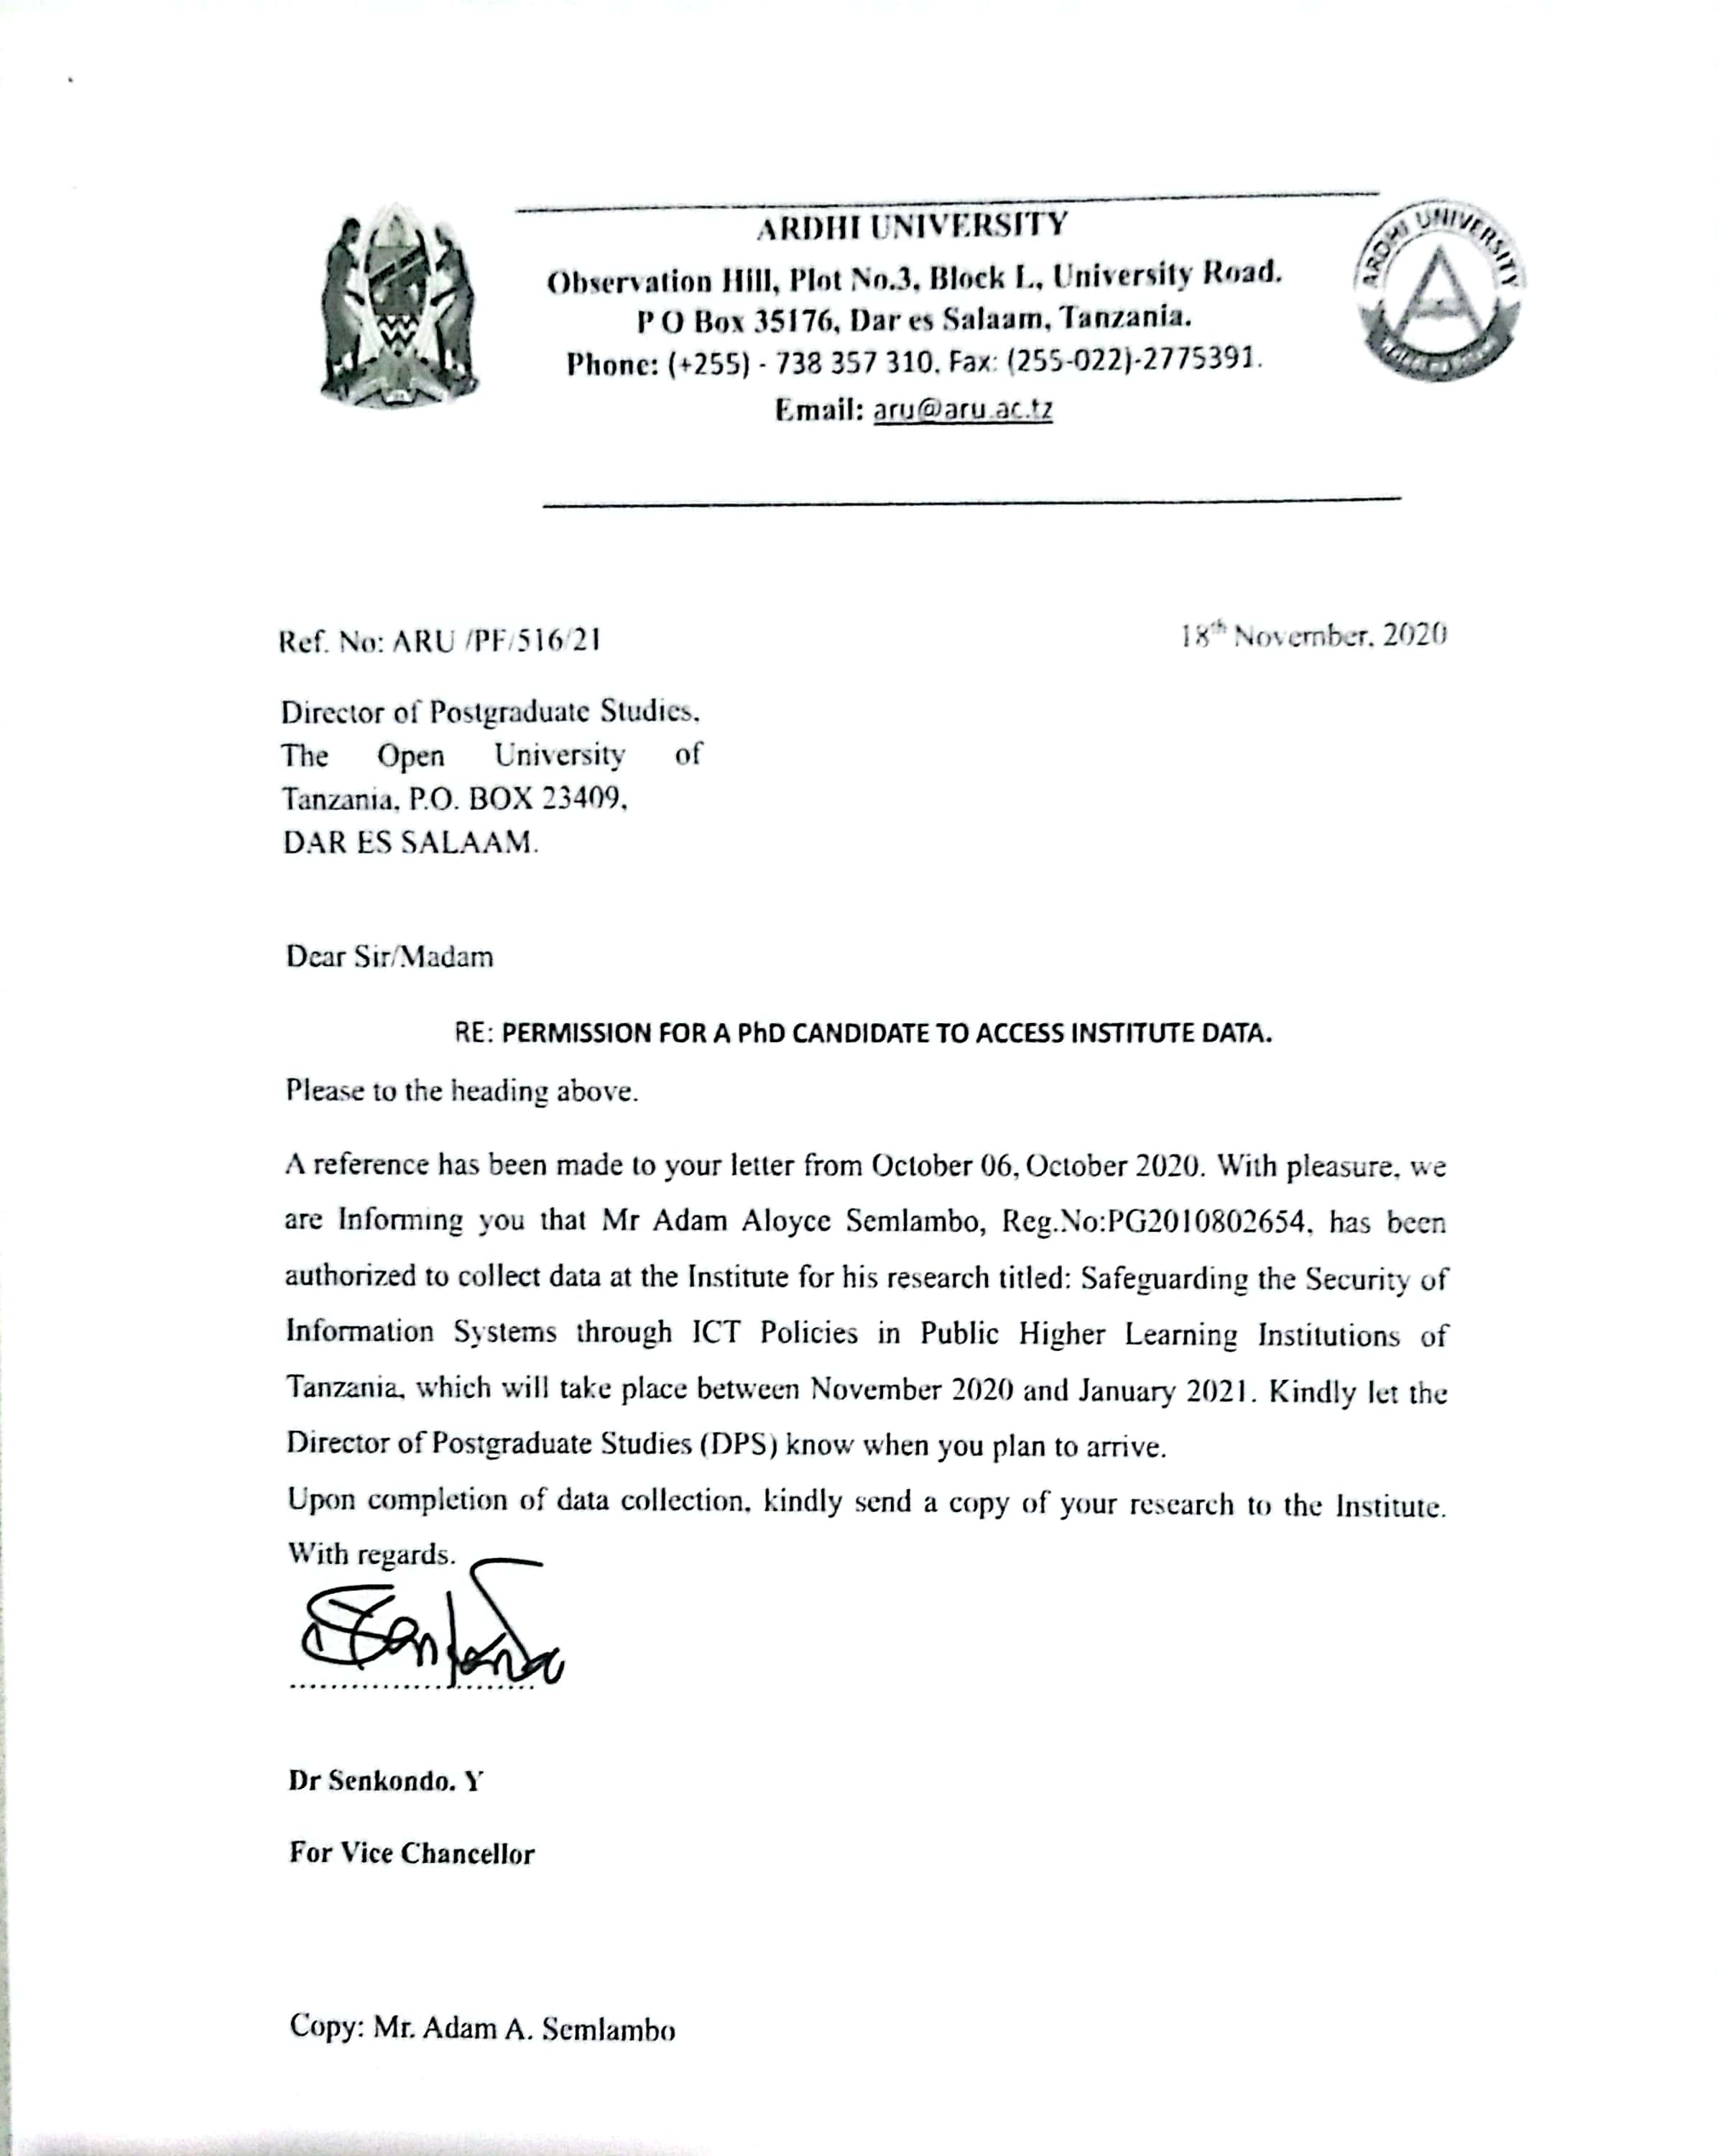 ARDHI UNIVERSITY
Observation Hill, Plot No.3, Block L, University Road.
P O Box 35176, Dar es Salaam, Tanzania.
Phone: (+255) - 738 357 310, Fax: (255-022)-2775391.
Email: aru@aru.ac.tz
ARDHI UNIVERSITY
Ref. No: ARU /PF/516/21
18th November, 2020
Director of Postgraduate Studies,
The Open University of
Tanzania, P.O. BOX 23409,
DAR ES SALAAM.
Dear Sir/Madam
RE: PERMISSION FOR A PhD CANDIDATE TO ACCESS INSTITUTE DATA.
Please to the heading above.
A reference has been made to your letter from October 06, October 2020. With pleasure, we
are Informing you that Mr Adam Aloyce Semlambo, Reg.No:PG2010802654, has been
authorized to collect data at the Institute for his research titled: Safeguarding the Security of
Information Systems through ICT Policies in Public Higher Learning Institutions of
Tanzania, which will take place between November 2020 and January 2021. Kindly let the
Director of Postgraduate Studies (DPS) know when you plan to arrive.
Upon completion of data collection, kindly send a copy of your research to the Institute.
With regards.
Dr Senkondo. Y
For Vice Chancellor
Copy: Mr. Adam A. Semlambo